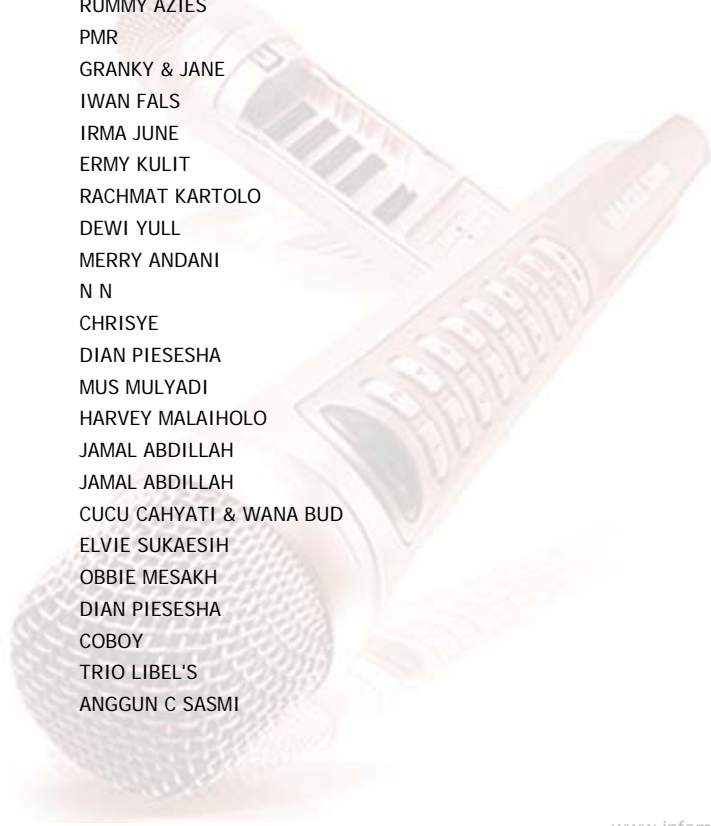 RUMMY AZIES
PMR
GRANKY & JANE
IWAN FALS
IRMA JUNE
ERMY KULIT
RACHMAT KARTOLO
DEWI YULL
MERRY ANDANI
N N
CHRISYE
DIAN PIESESHA
MUS MULYADI
HARVEY MALAIHOLO
JAMAL ABDILLAH
JAMAL ABDILLAH
CUCU CAHYATI & WANA BUD
ELVIE SUKAESIH
OBBIE MESAKH
DIAN PIESESHA
COBOY
TRIO LIBEL'S
ANGGUN C SASMI